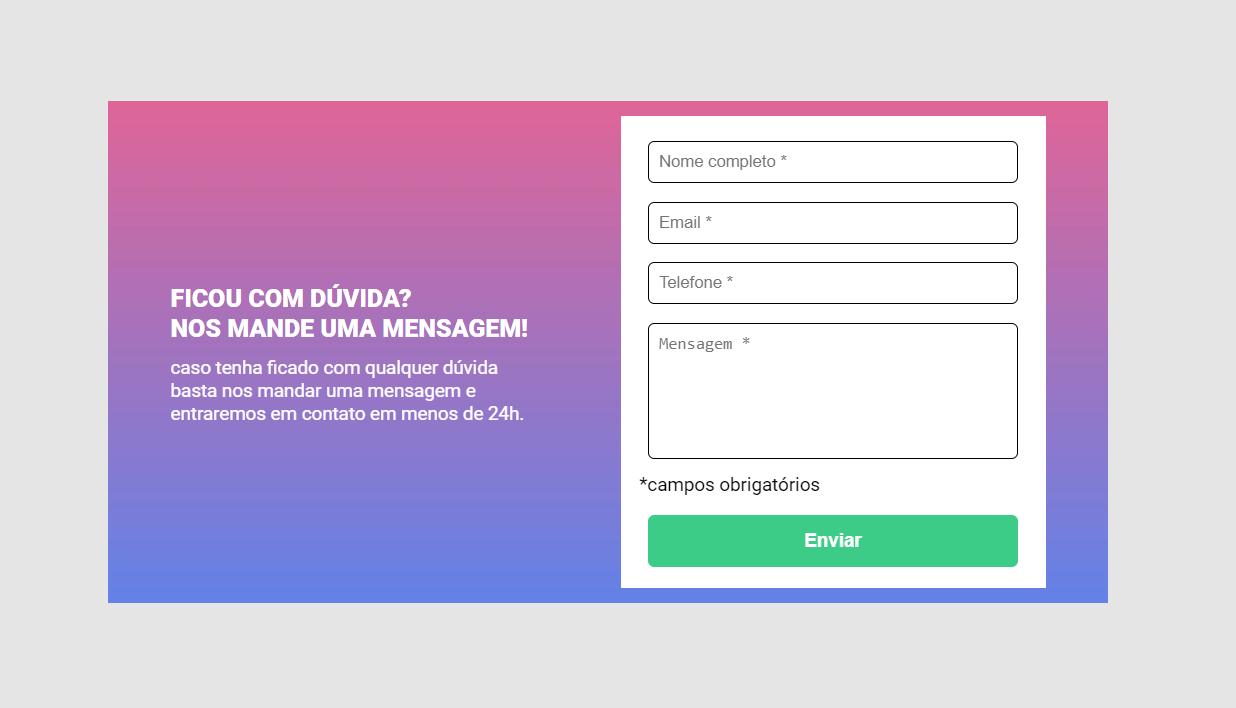 FICOU COM DÚVIDA?
NOS MANDE UMA MENSAGEM!
caso tenha ficado com qualquer dúvida
basta nos mandar uma mensagem e
entraremos em contato em menos de 24h.
Nome completo *
Email *
Telefone *
Mensagem *
*campos obrigatórios
Enviar